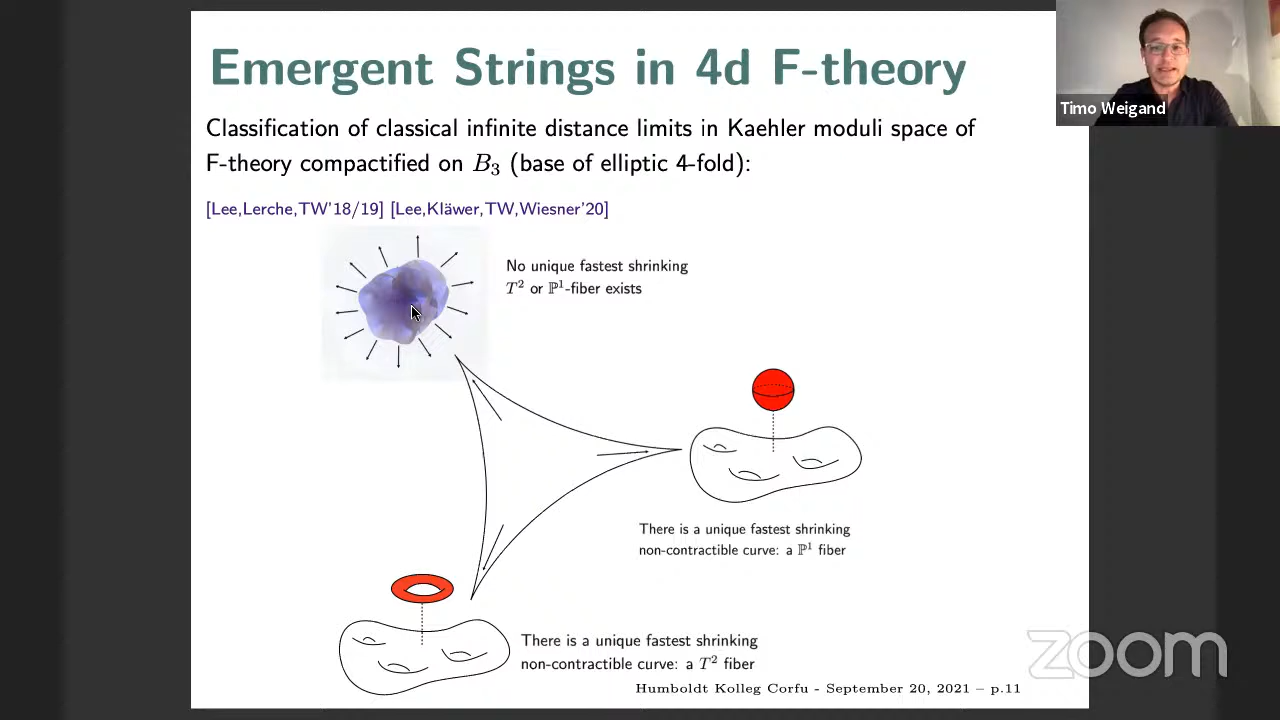 Emergent Strings in 4d F-theory
Timo Weigand
Classification of classical infinite distance limits in Kaehler moduli space of
F-theory compactified on B₃ (base of elliptic 4-fold):
[Lee,Lerche,TW'18/19] [Lee,Kläwer,TW,Wiesner'20]
No unique fastest shrinking
T² or ℙ¹-fiber exists
There is a unique fastest shrinking
non-contractible curve: a ℙ¹ fiber
There is a unique fastest shrinking
non-contractible curve: a T² fiber
Humboldt Kolleg Corfu - September 20, 2021 – p.11
zoom